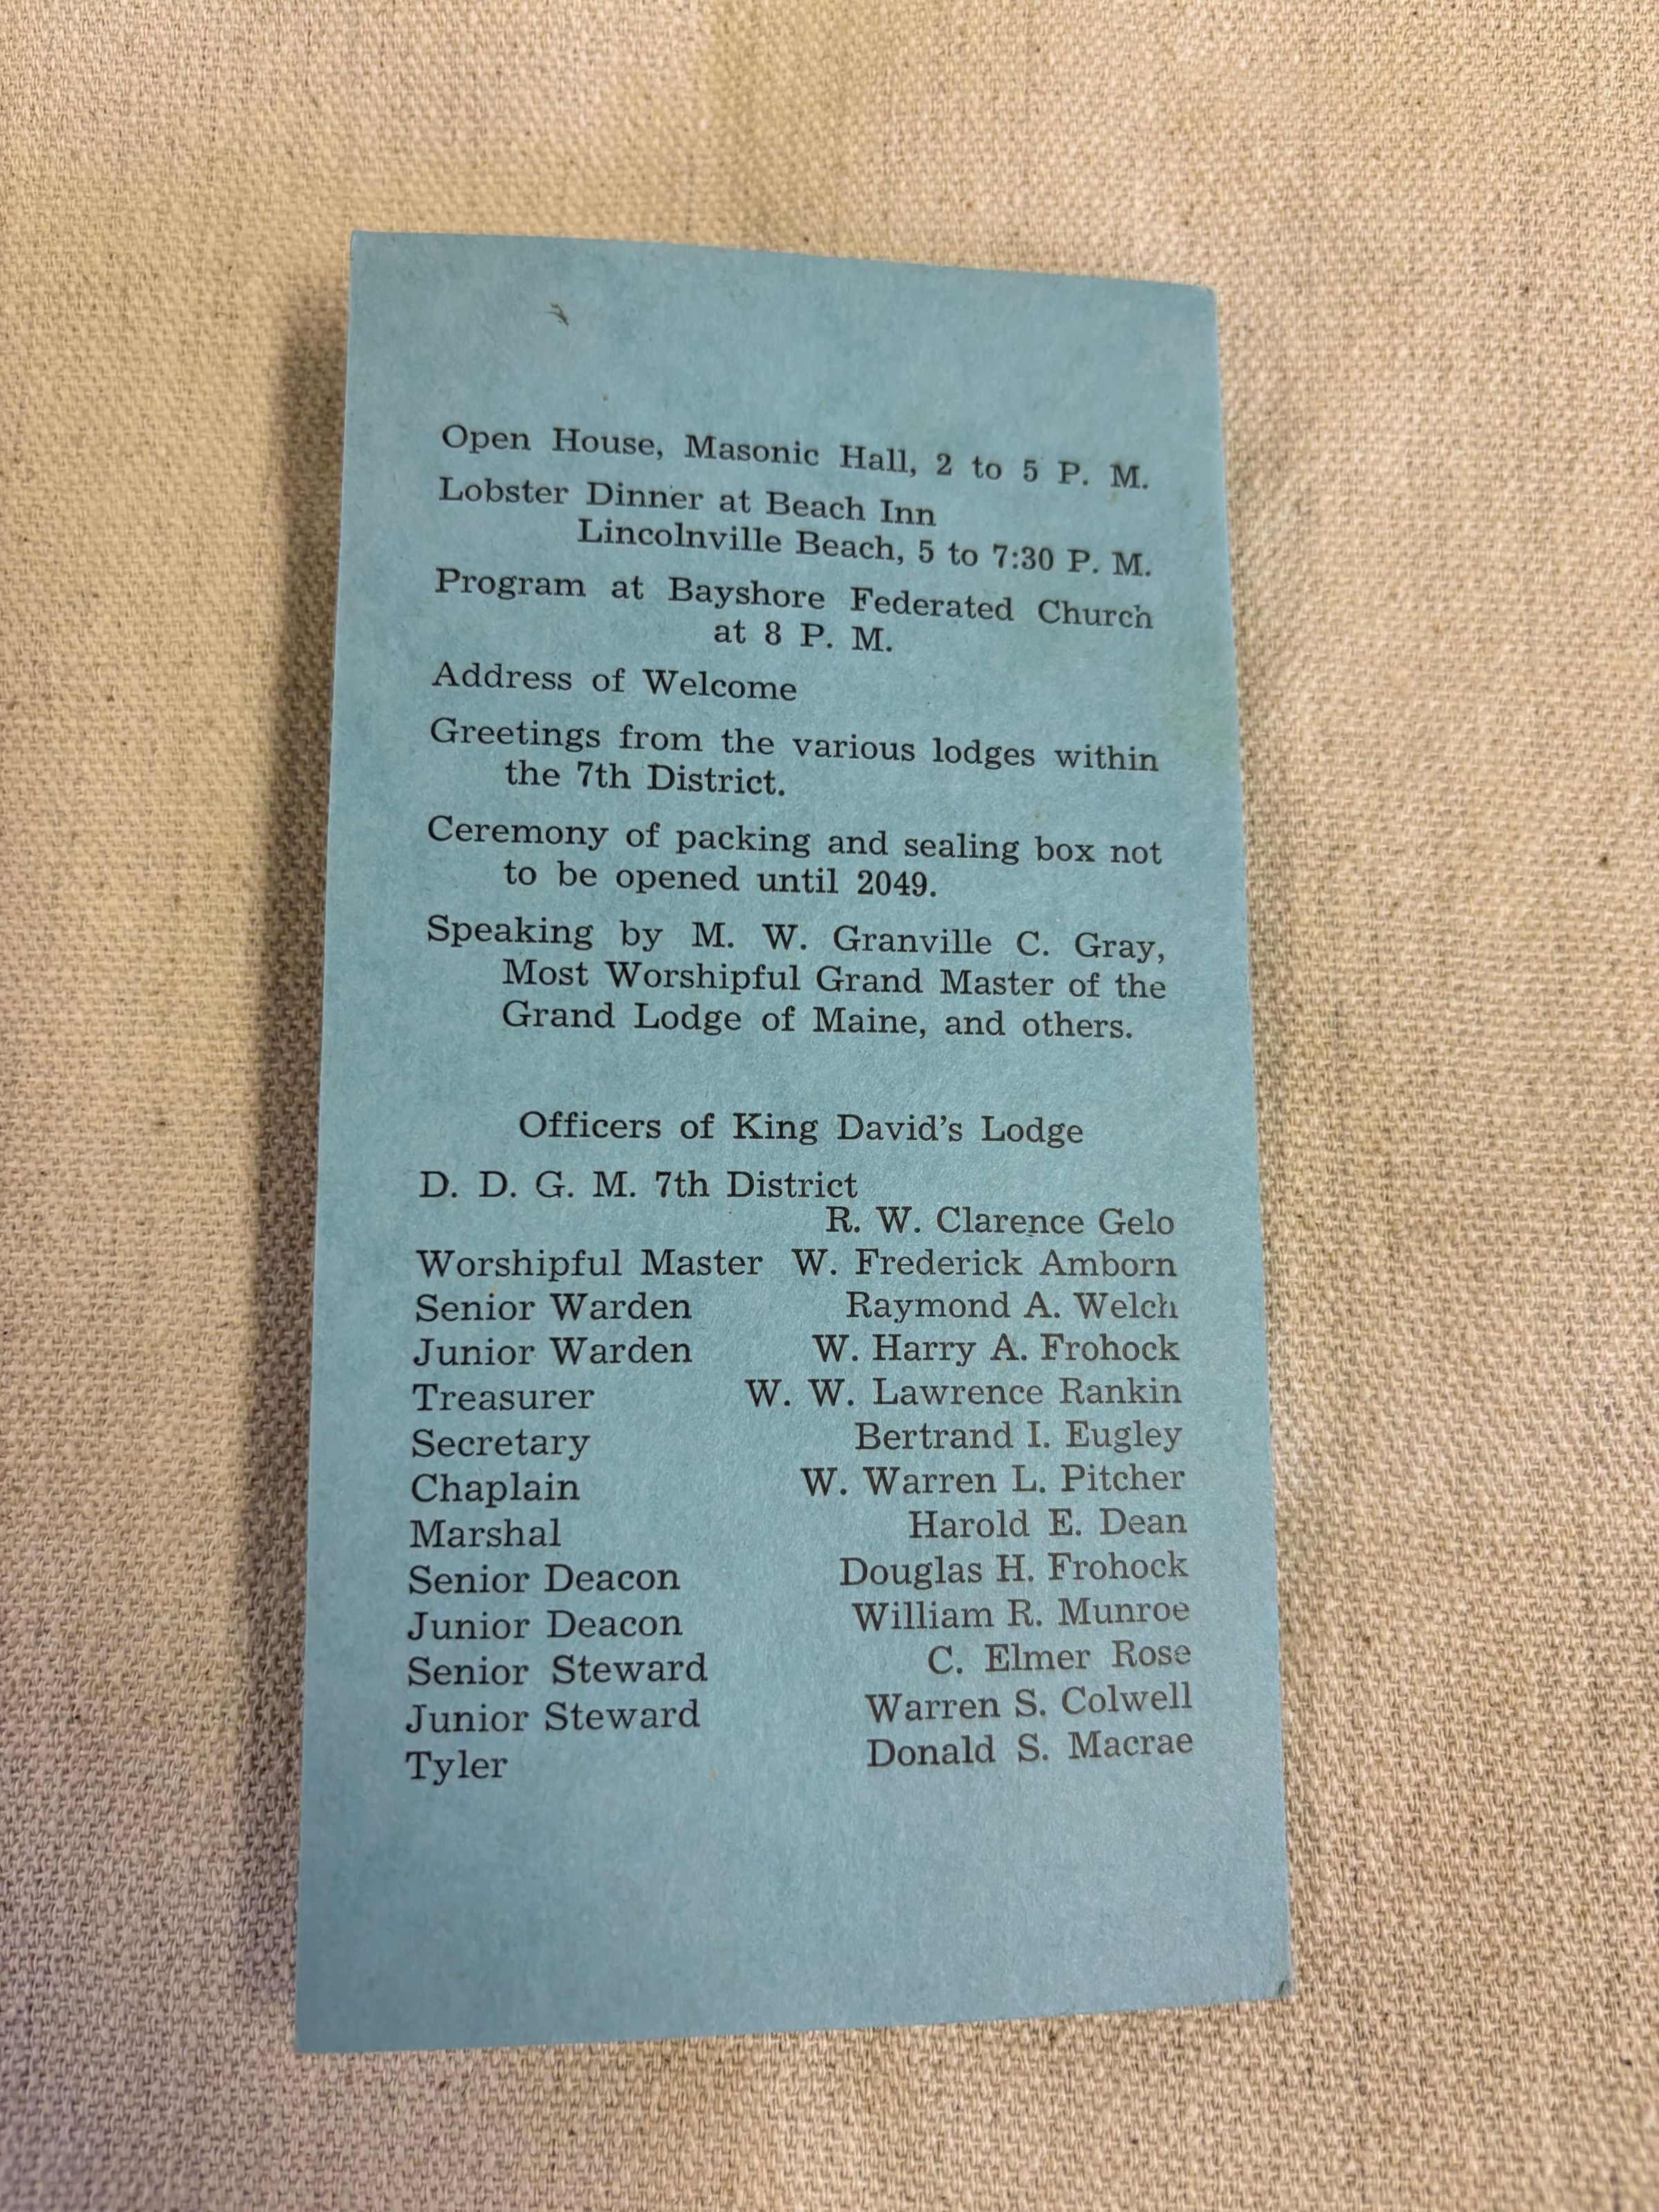 Open House, Masonic Hall, 2 to 5 P. M.
Lobster Dinner at Beach Inn
Lincolnville Beach, 5 to 7:30 P. M.
Program at Bayshore Federated Church
at 8 P. M.
Address of Welcome
Greetings from the various lodges within
the 7th District.
Ceremony of packing and sealing box not
to be opened until 2049.
Speaking by M. W. Granville C. Gray,
Most Worshipful Grand Master of the
Grand Lodge of Maine, and others.
Officers of King David's Lodge
D. D. G. M. 7th District
R. W. Clarence Gelo
Worshipful Master W. Frederick Amborn
Senior Warden Raymond A. Welch
Junior Warden W. Harry A. Frohock
Treasurer W. W. Lawrence Rankin
Secretary Bertrand I. Eugley
Chaplain W. Warren L. Pitcher
Marshal Harold E. Dean
Senior Deacon Douglas H. Frohock
Junior Deacon William R. Munroe
Senior Steward C. Elmer Rose
Junior Steward Warren S. Colwell
Tyler Donald S. Macrae